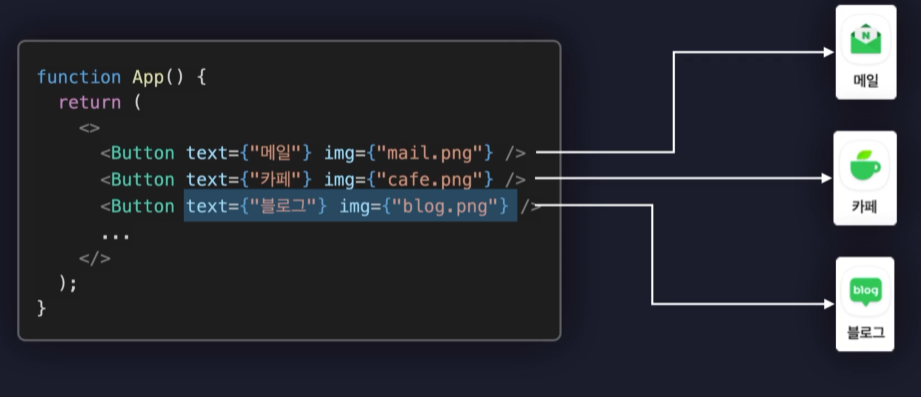 function App() {
return (
<>
<Button text={"메일"} img={"mail.png"} />
<Button text={"카페"} img={"cafe.png"} />
<Button text={"블로그"} img={"blog.png"} />
...
</>
);
}
N
메일
카페
blog
블로그